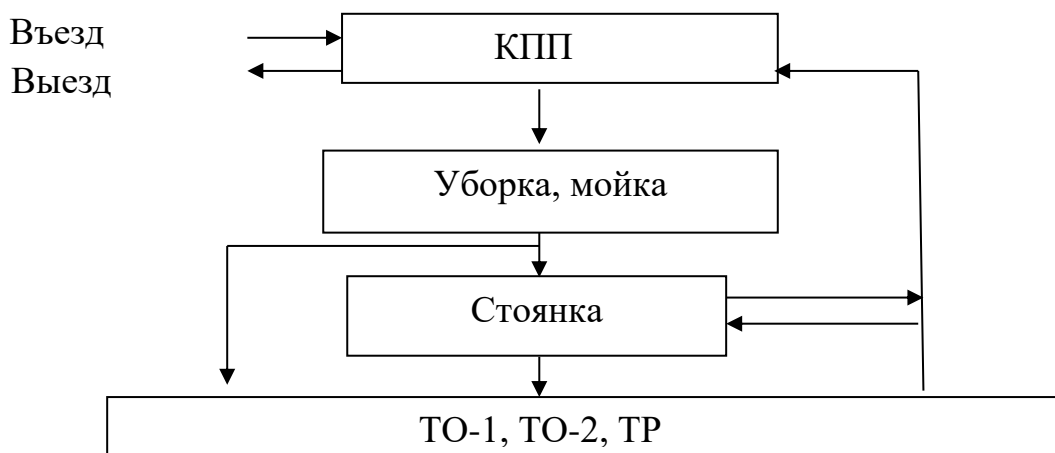 Въезд
Выезд
КПП
Уборка, мойка
Стоянка
ТО-1, ТО-2, ТР